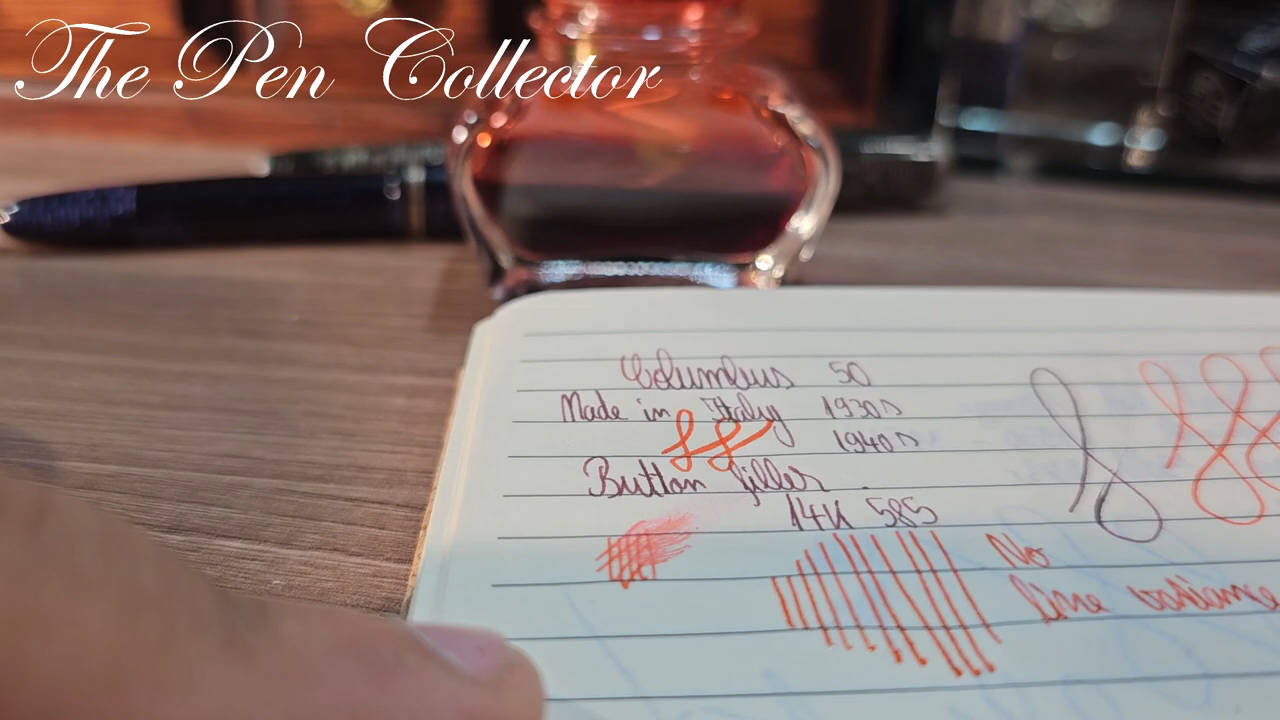 The Pen Collector
Columbus 50
Made in Italy 1930s
1940s
Button filler
14K 585
No
line variance